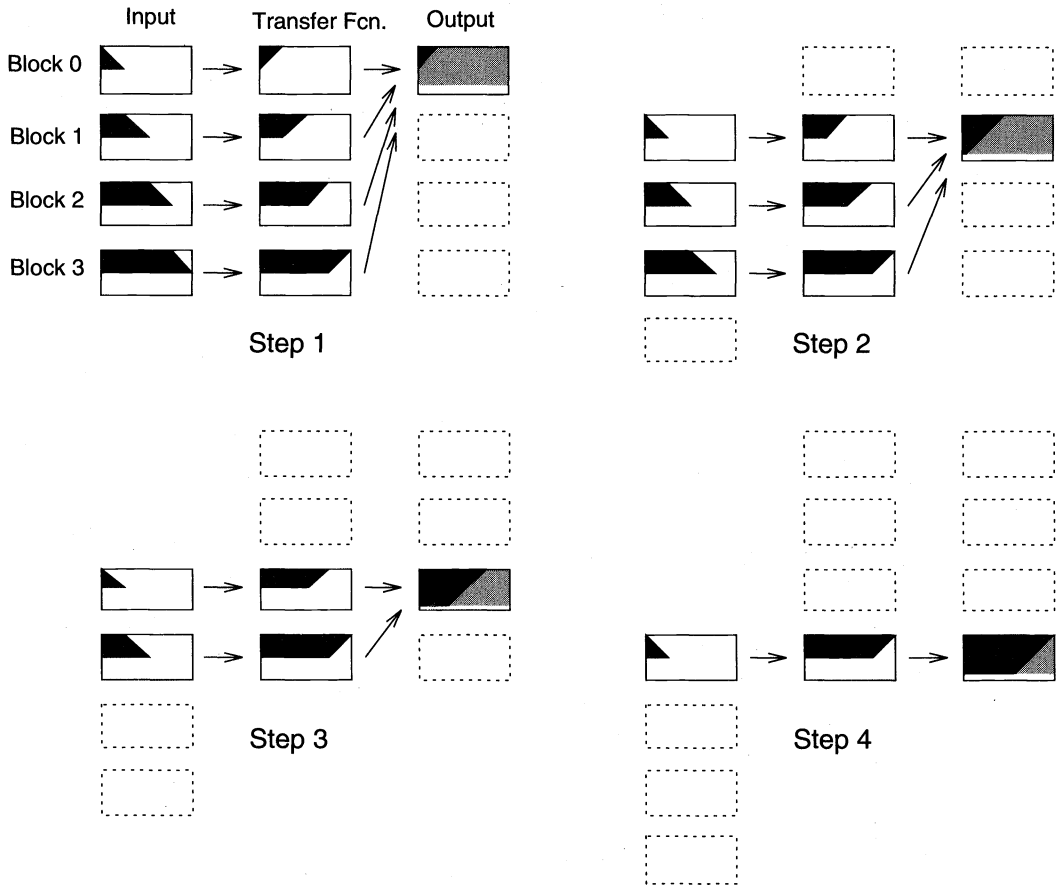 Input Transfer Fcn. Output
Block 0
Block 1
Block 2
Block 3
Step 1
Step 2
Step 3
Step 4